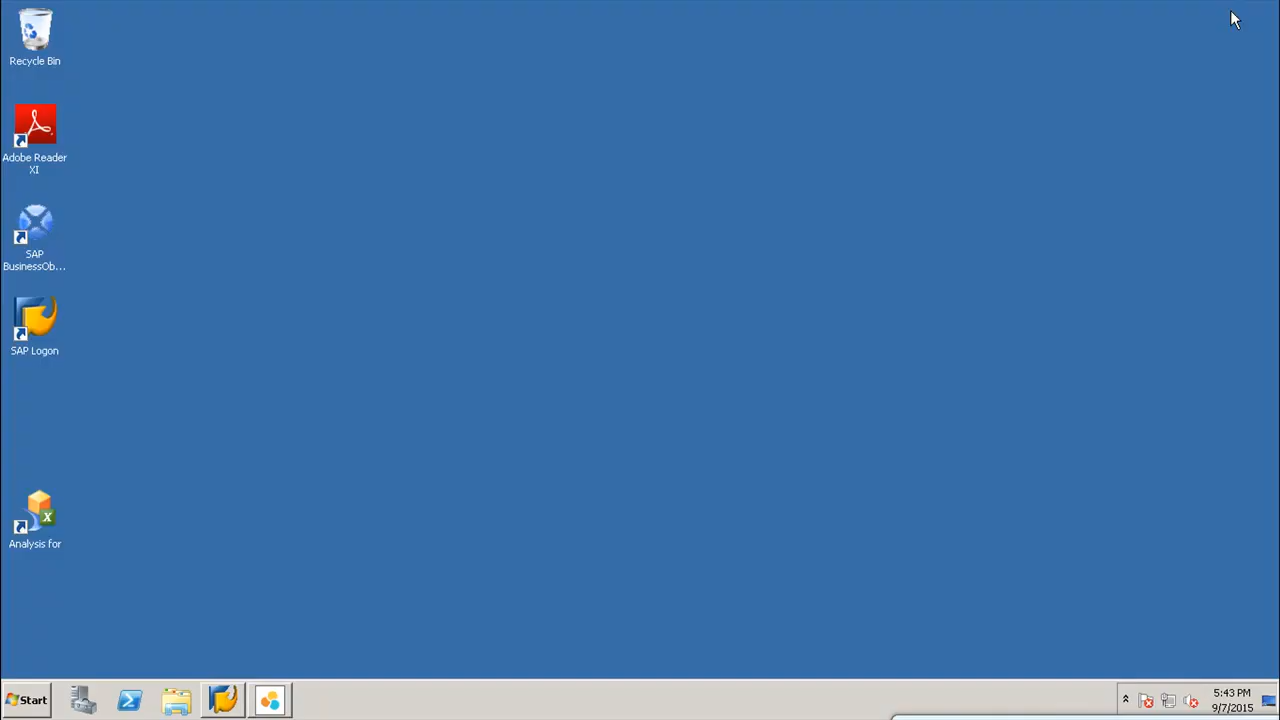 Recycle Bin
Adobe Reader
XI
SAP
BusinessOb...
SAP Logon
Analysis for
Start
5:43 PM
9/7/2015